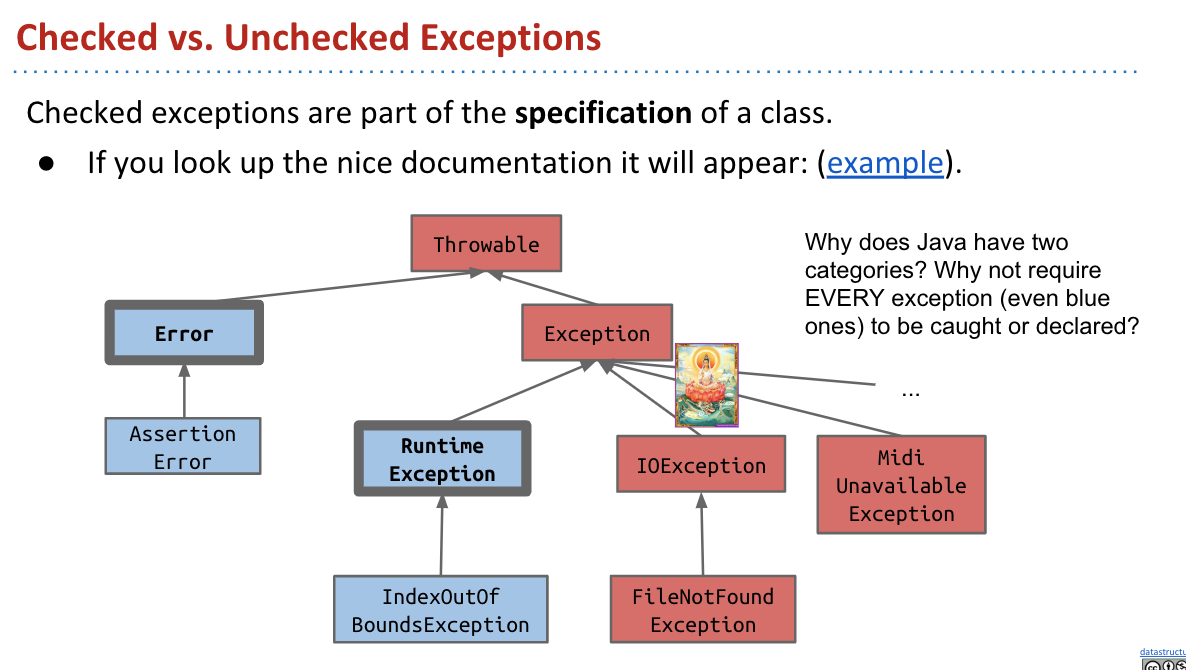 Checked vs. Unchecked Exceptions
Checked exceptions are part of the specification of a class.
● If you look up the nice documentation it will appear: (example).
Throwable
Why does Java have two
categories? Why not require
EVERY exception (even blue
ones) to be caught or declared?
Error
Exception
...
Assertion
Error
Runtime
Exception
IOException
Midi
Unavailable
Exception
IndexOutOf
BoundsException
FileNotFound
Exception
datastructu